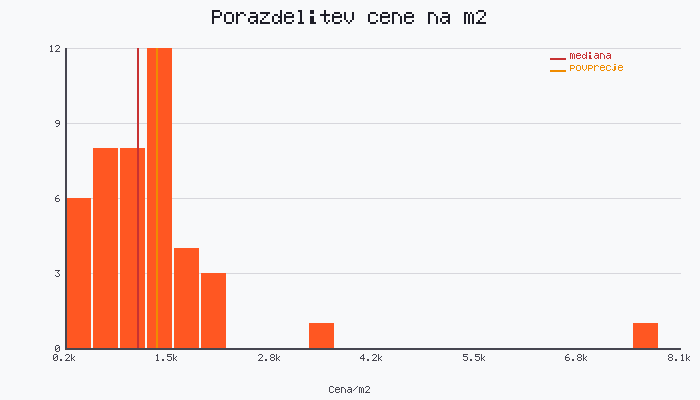 Porazdelitev cene na m2
mediana
povprecje
12
9
6
3
0
0.2k 1.5k 2.8k 4.2k 5.5k 6.8k 8.1k
Cena/m2